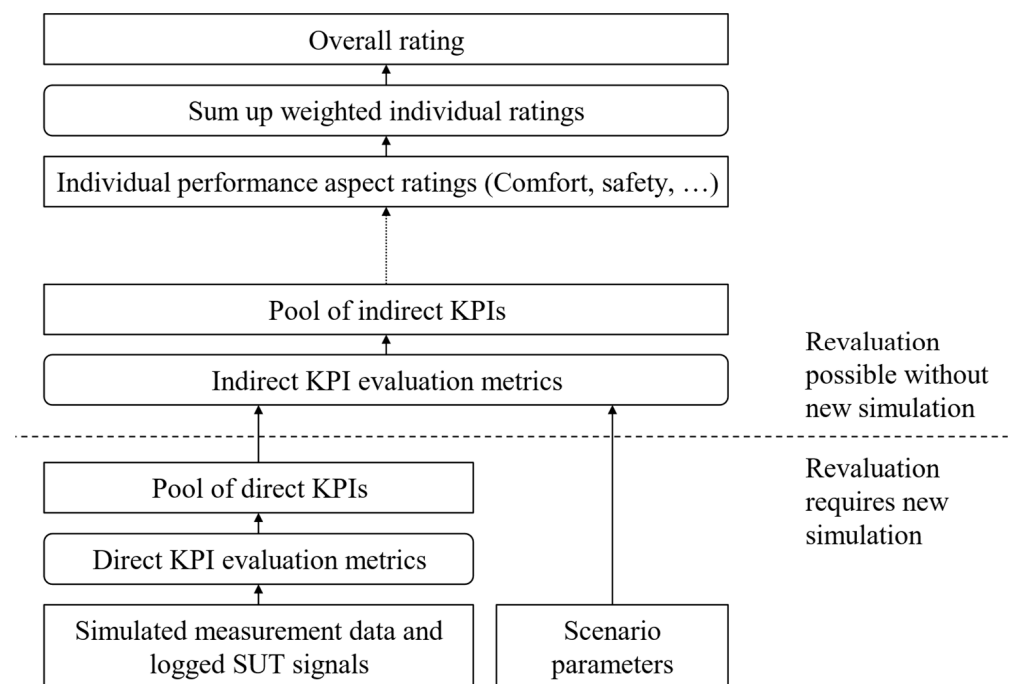 Overall rating
Sum up weighted individual ratings
Individual performance aspect ratings (Comfort, safety, …)
Pool of indirect KPIs
Indirect KPI evaluation metrics
Revaluation
possible without
new simulation
Revaluation
requires new
simulation
Pool of direct KPIs
Direct KPI evaluation metrics
Simulated measurement data and
logged SUT signals
Scenario
parameters